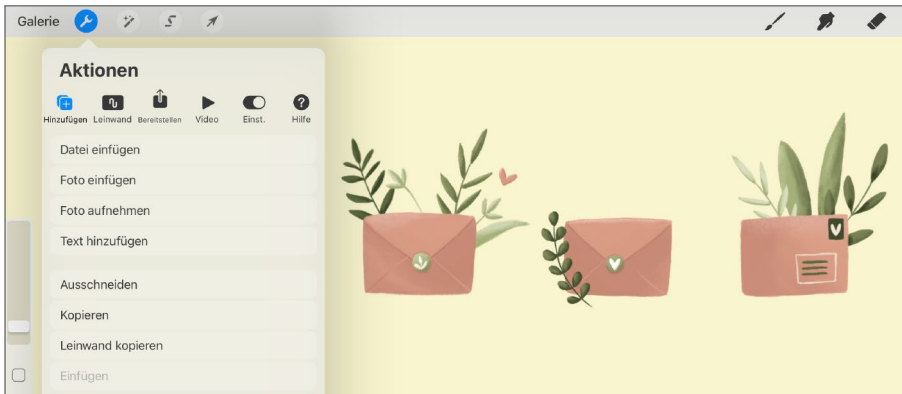 Galerie
Aktionen
Hinzufügen Leinwand Bereitstellen Video Einst. Hilfe
Datei einfügen
Foto einfügen
Foto aufnehmen
Text hinzufügen
Ausschneiden
Kopieren
Leinwand kopieren
Einfügen